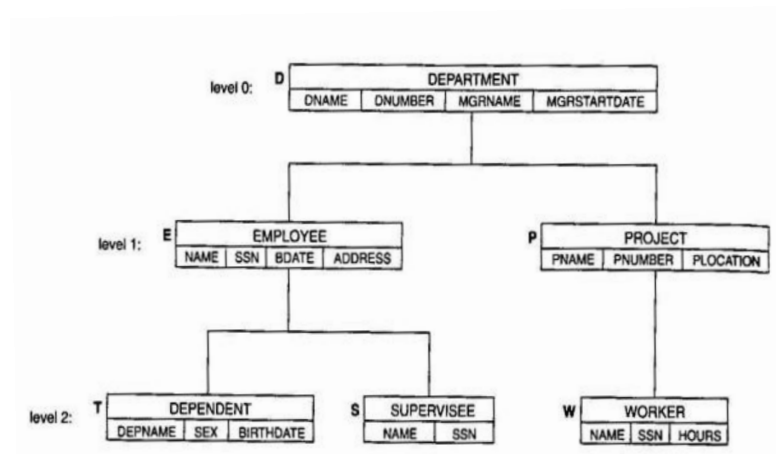 level 0: D DEPARTMENT
DNAME DNUMBER MGRNAME MGRSTARTDATE
level 1: E EMPLOYEE P PROJECT
NAME SSN BDATE ADDRESS PNAME PNUMBER PLOCATION
level 2: T DEPENDENT S SUPERVISEE W WORKER
DEPNAME SEX BIRTHDATE NAME SSN NAME SSN HOURS